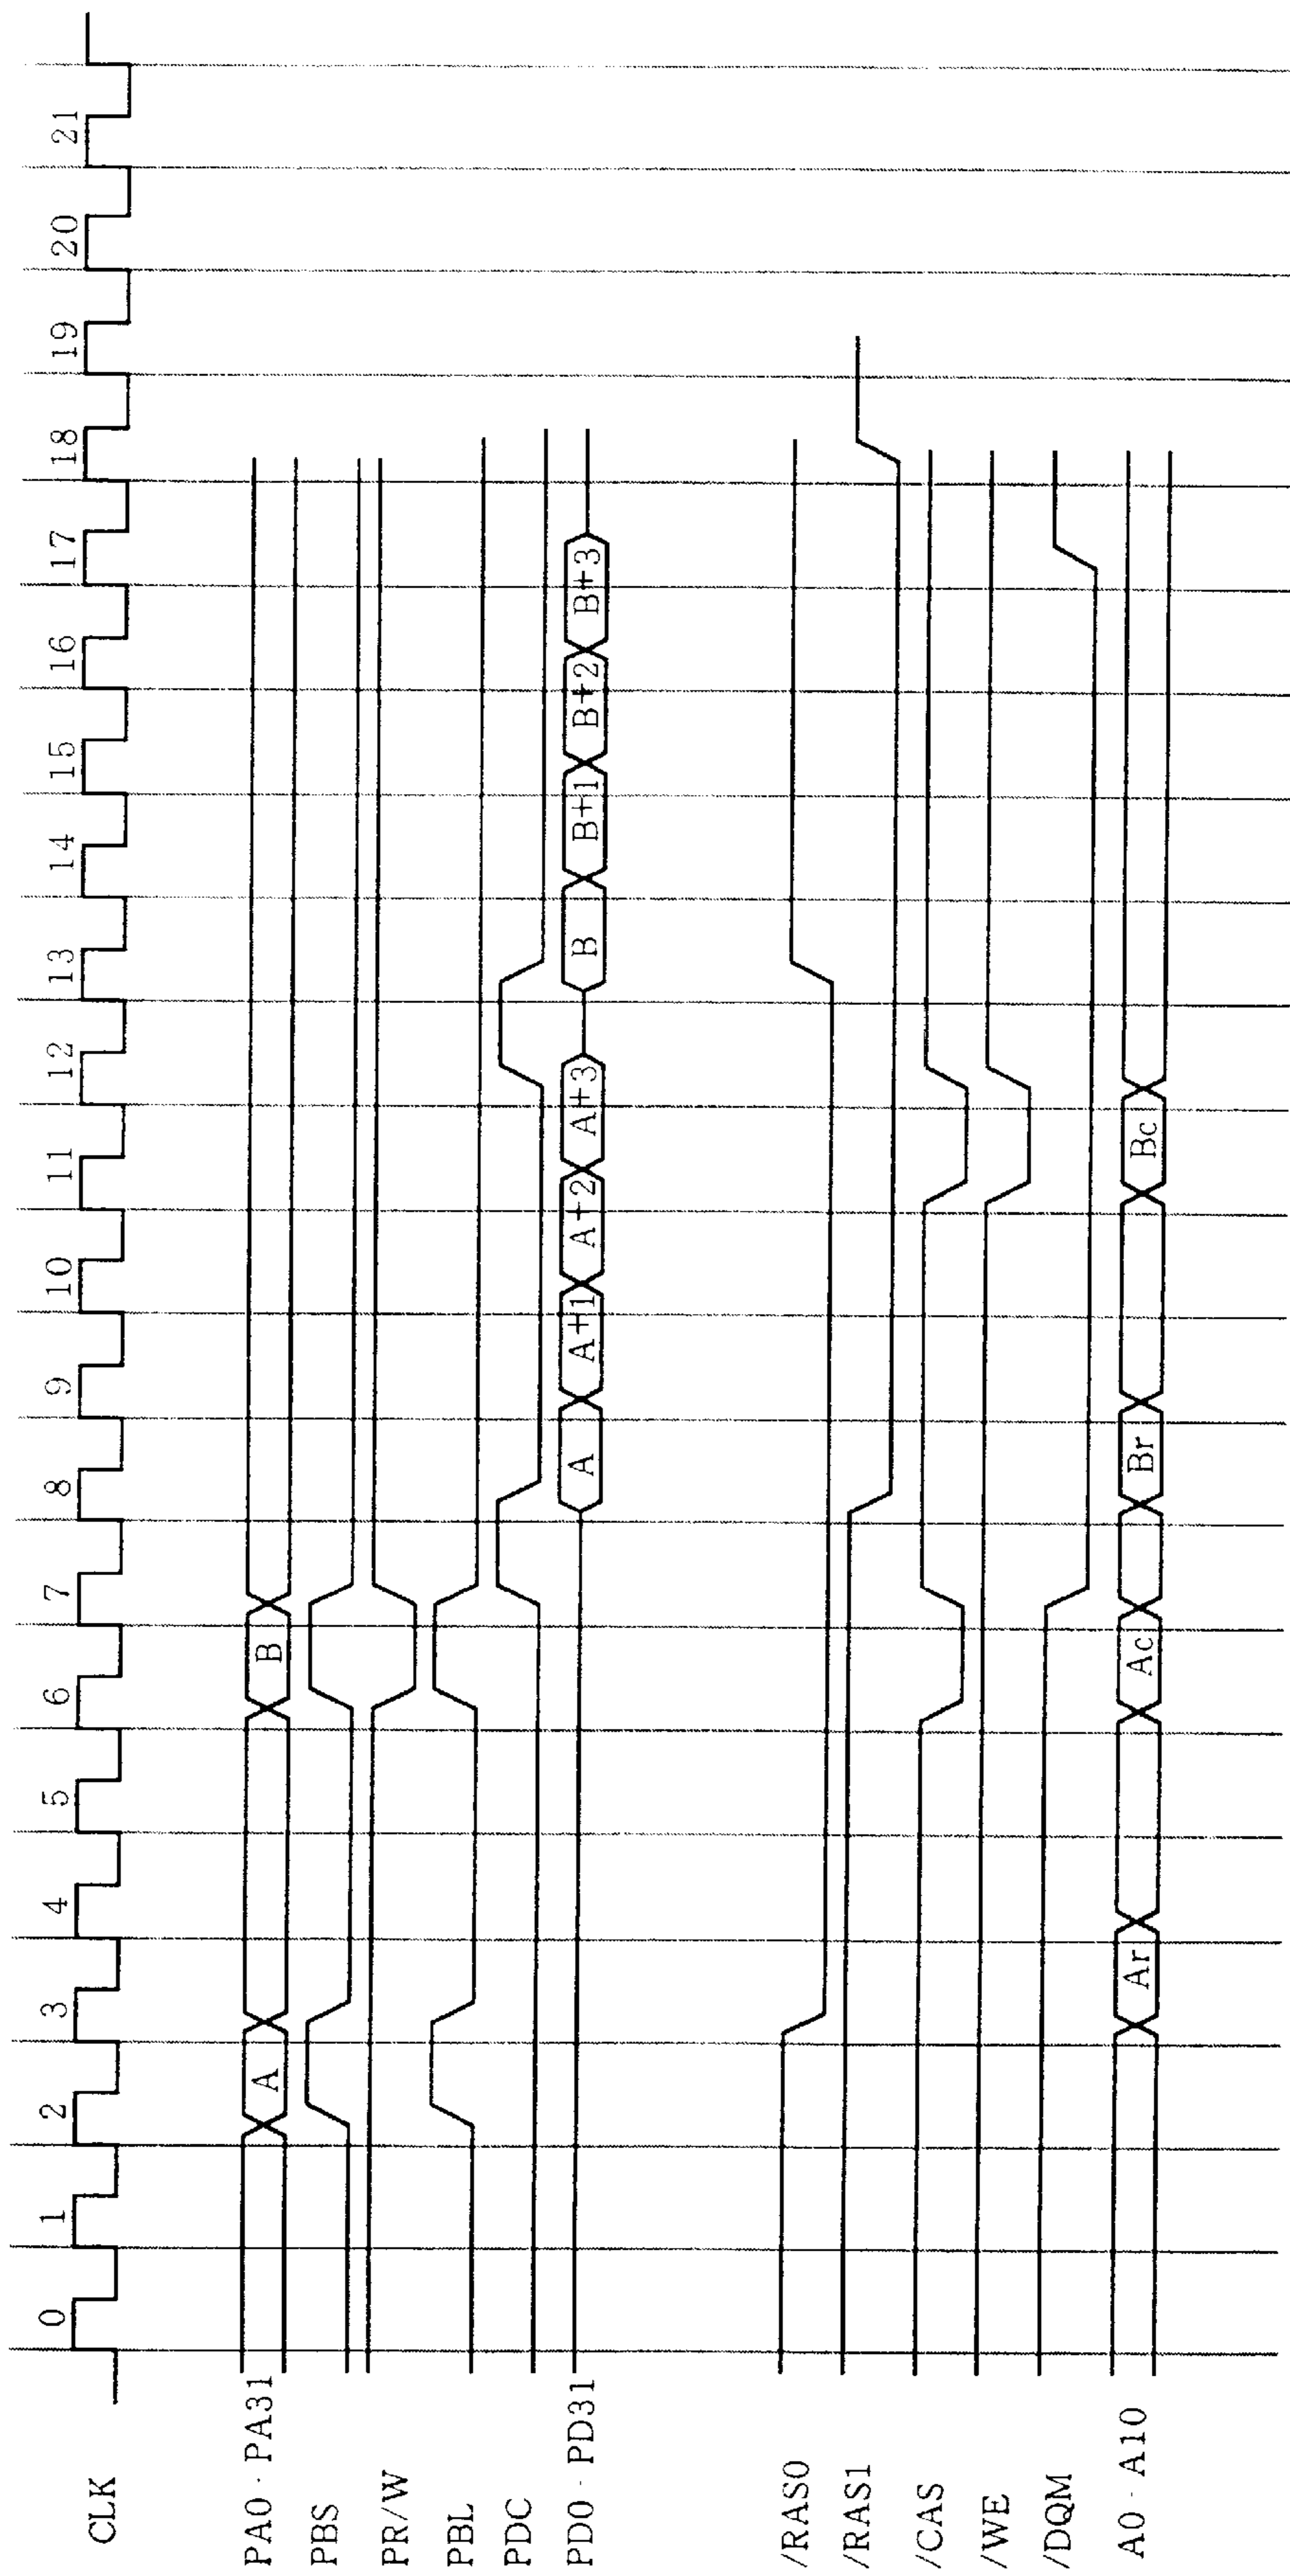 CLK 0 1 2 3 4 5 6 7 8 9 10 11 12 13 14 15 16 17 18 19 20 21
PA0 · PA31 A B
PBS
PR/W
PBL
PDC
PD0 · PD31 A A+1 A+2 A+3 B B+1 B+2 B+3
/RAS0
/RAS1
/CAS
/WE
/DQM
A0 · A10 Ar Ac Br Bc